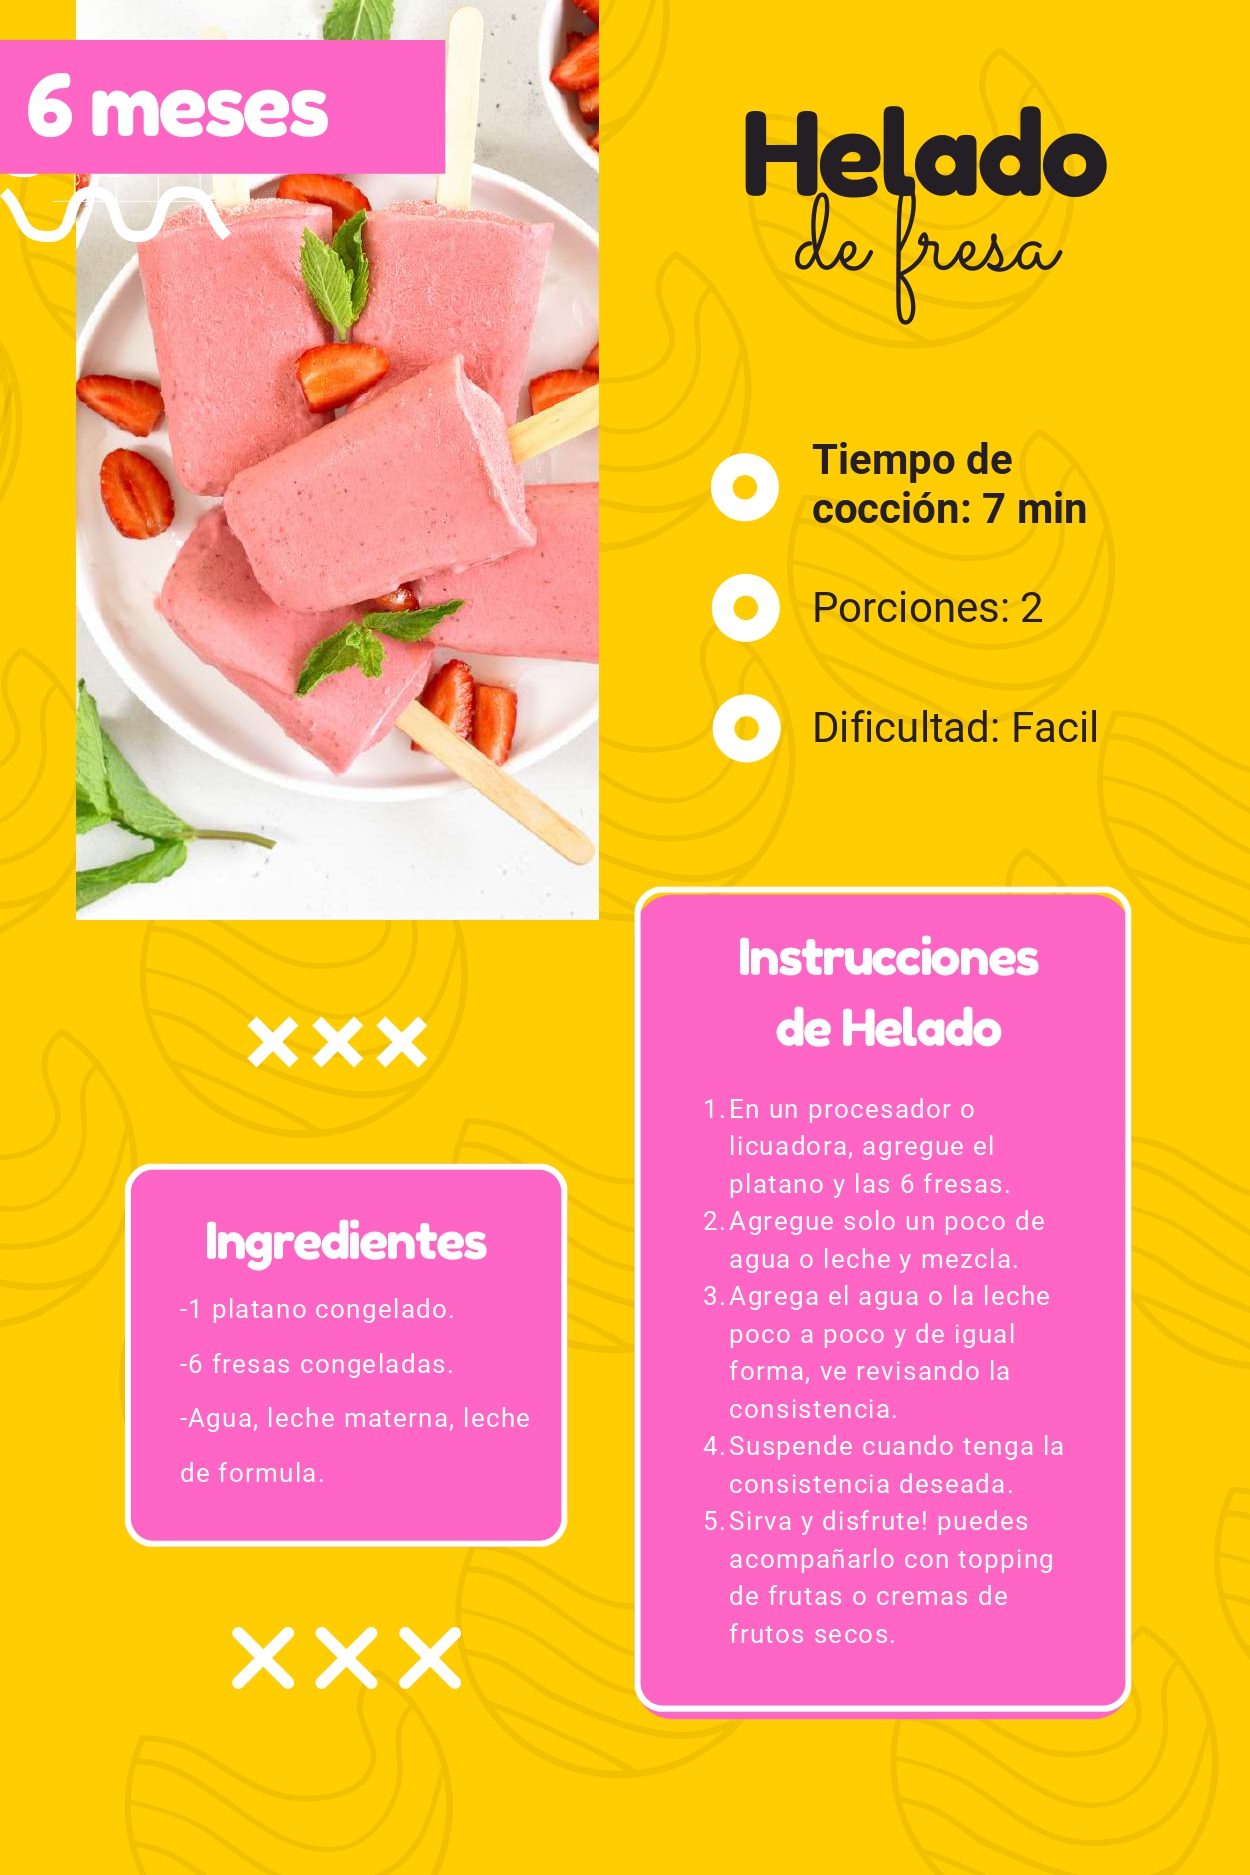 6 meses
Helado
de fresa
Tiempo de
cocción: 7 min
Porciones: 2
Dificultad: Facil
Instrucciones
de Helado
1. En un procesador o
licuadora, agregue el
platano y las 6 fresas.
2. Agregue solo un poco de
agua o leche y mezcla.
3. Agrega el agua o la leche
poco a poco y de igual
forma, ve revisando la
consistencia.
4. Suspende cuando tenga la
consistencia deseada.
5. Sirva y disfrute! puedes
acompañarlo con topping
de frutas o cremas de
frutos secos.
Ingredientes
-1 platano congelado.
-6 fresas congeladas.
-Agua, leche materna, leche
de formula.